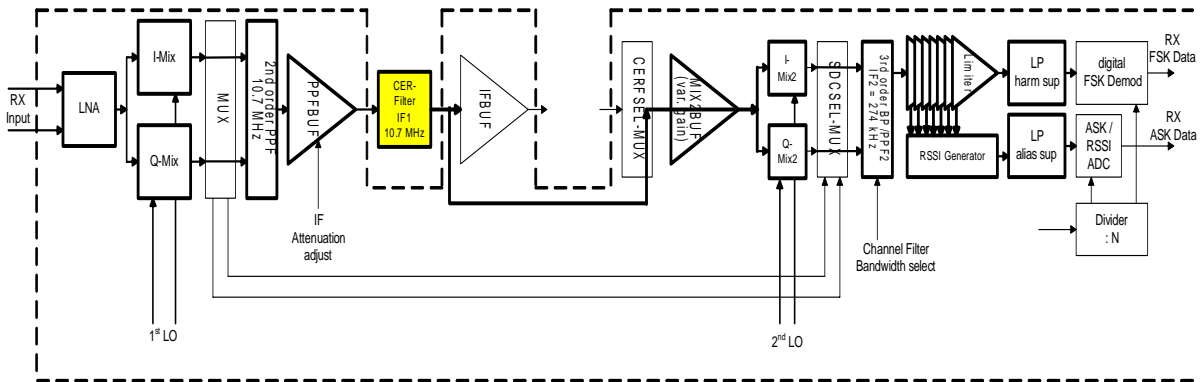 RX
Input
LNA
I-Mix
Q-Mix
MUX
2nd order PPF
10.7 MHz
PPFBUF
IF
Attenuation
adjust
1st LO
CER-
Filter
IF1
10.7 MHz
IFBUF
CERFSEL-MUX
MIX2BUF
(var. gain)
I-
Mix2
Q-
Mix2
2nd LO
SDCSEL-MUX
3rd order BP/PPF2
IF2 = 274 kHz
Channel Filter
Bandwidth select
Limiter
RSSI Generator
LP
harm sup
LP
alias sup
digital
FSK Demod
ASK /
RSSI
ADC
Divider
: N
RX
FSK Data
RX
ASK Data